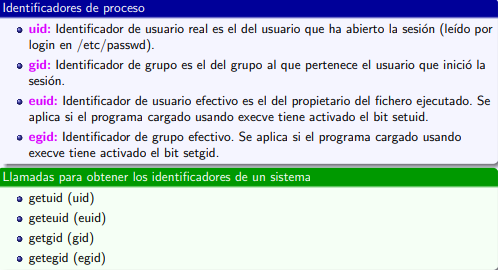 Identificadores de proceso
uid: Identificador de usuario real es el del usuario que ha abierto la sesión (leído por
login en /etc/passwd).
gid: Identificador de grupo es el del grupo al que pertenece el usuario que inició la
sesión.
euid: Identificador de usuario efectivo es el del propietario del fichero ejecutado. Se
aplica si el programa cargado usando execve tiene activado el bit setuid.
egid: Identificador de grupo efectivo. Se aplica si el programa cargado usando
execve tiene activado el bit setgid.
Llamadas para obtener los identificadores de un sistema
getuid (uid)
geteuid (euid)
getgid (gid)
getegid (egid)